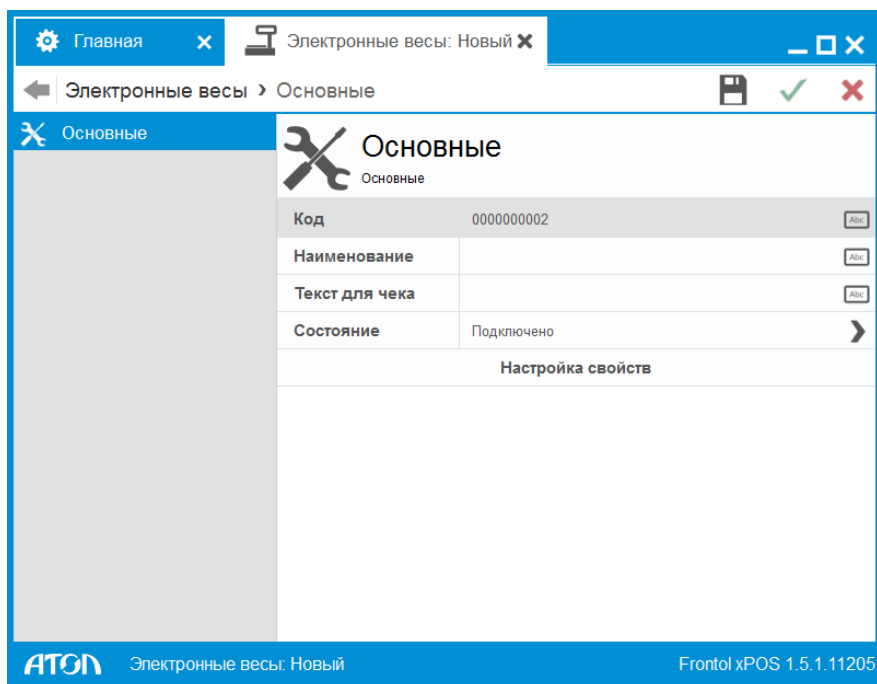 Главная
Электронные весы: Новый
Электронные весы > Основные
Основные
Основные
Основные
Код 0000000002 Abc
Наименование Abc
Текст для чека Abc
Состояние Подключено
Настройка свойств
АТОЛ Электронные весы: Новый Frontol xPOS 1.5.1.11205